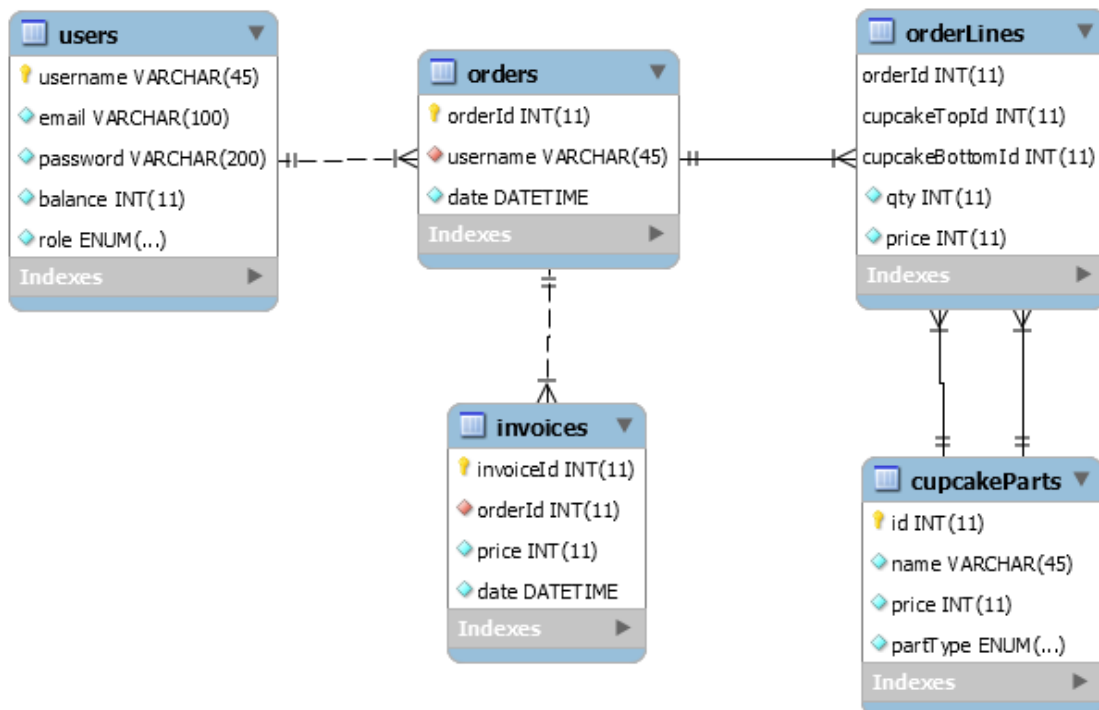 users
username VARCHAR(45)
email VARCHAR(100)
password VARCHAR(200)
balance INT(11)
role ENUM(...)
Indexes
orders
orderId INT(11)
username VARCHAR(45)
date DATETIME
Indexes
orderLines
orderId INT(11)
cupcakeTopId INT(11)
cupcakeBottomId INT(11)
qty INT(11)
price INT(11)
Indexes
invoices
invoiceId INT(11)
orderId INT(11)
price INT(11)
date DATETIME
Indexes
cupcakeParts
id INT(11)
name VARCHAR(45)
price INT(11)
partType ENUM(...)
Indexes